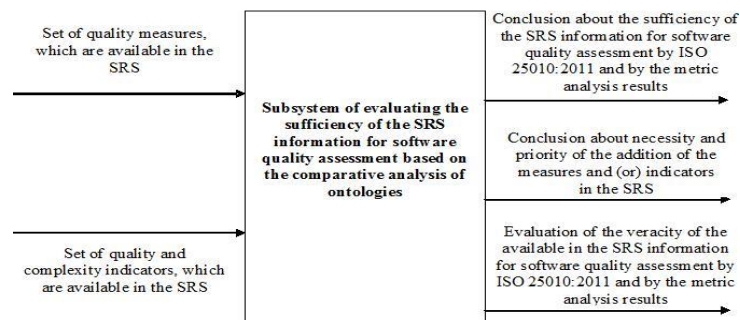 Set of quality measures,
which are available in the
SRS
Set of quality and
complexity indicators, which
are available in the SRS
Subsystem of evaluating the
sufficiency of the SRS
information for software
quality assessment based on
the comparative analysis of
ontologies
Conclusion about the sufficiency of
the SRS information for software
quality assessment by ISO
25010:2011 and by the metric
analysis results
Conclusion about necessity and
priority of the addition of the
measures and (or) indicators
in the SRS
Evaluation of the veracity of the
available in the SRS information
for software quality assessment by
ISO 25010:2011 and by the metric
analysis results